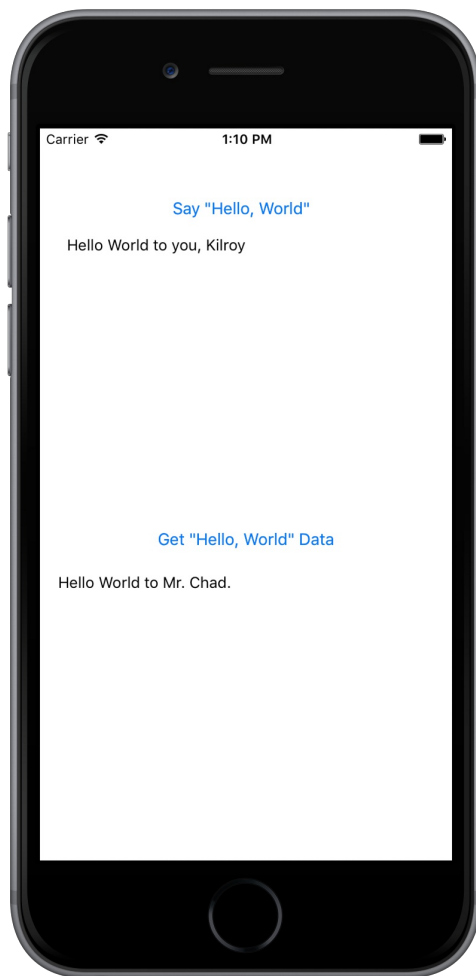 Carrier 1:10 PM
Say "Hello, World"
Hello World to you, Kilroy
Get "Hello, World" Data
Hello World to Mr. Chad.